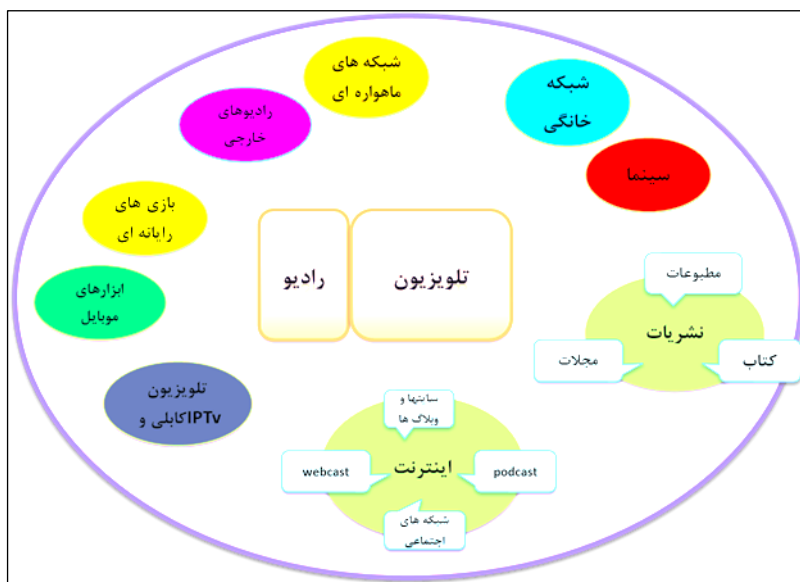 شبکه های
ماهواره ای
شبکه
خانگی
رادیوهای
خارجی
سینما
بازی های
رایانه ای
تلویزیون
رادیو
مطبوعات
ابزارهای
موبایل
نشریات
کتاب
مجلات
تلویزیون
کابلی و IPTv
سایتها و
وبلاگ ها
اینترنت
podcast
webcast
شبکه های
اجتماعی